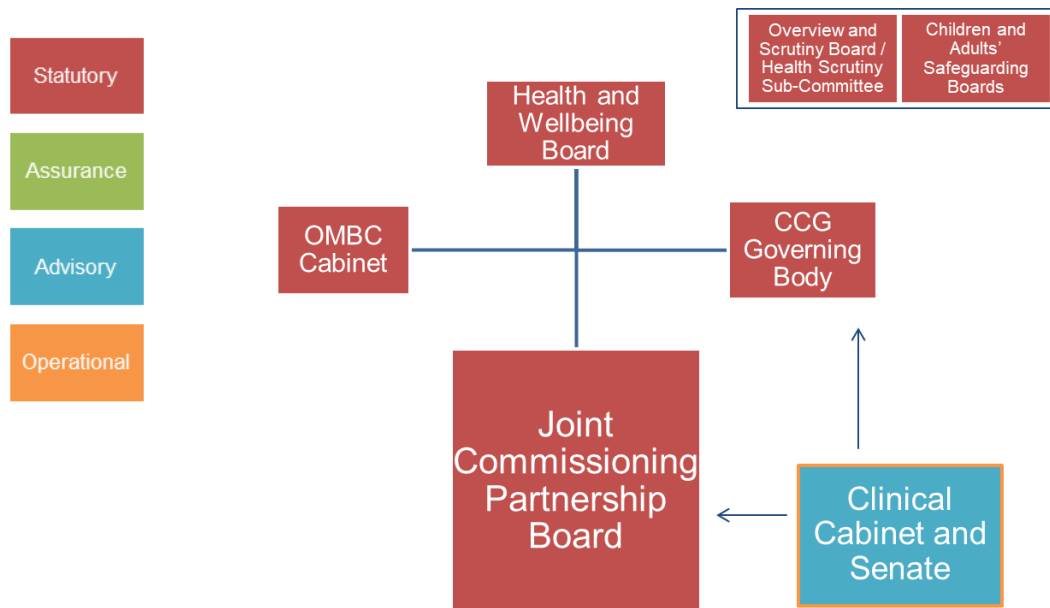 Statutory
Assurance
Advisory
Operational
Overview and
Scrutiny Board /
Health Scrutiny
Sub-Committee
Children and
Adults’
Safeguarding
Boards
Health and
Wellbeing
Board
OMBC
Cabinet
CCG
Governing
Body
Joint
Commissioning
Partnership
Board
Clinical
Cabinet and
Senate